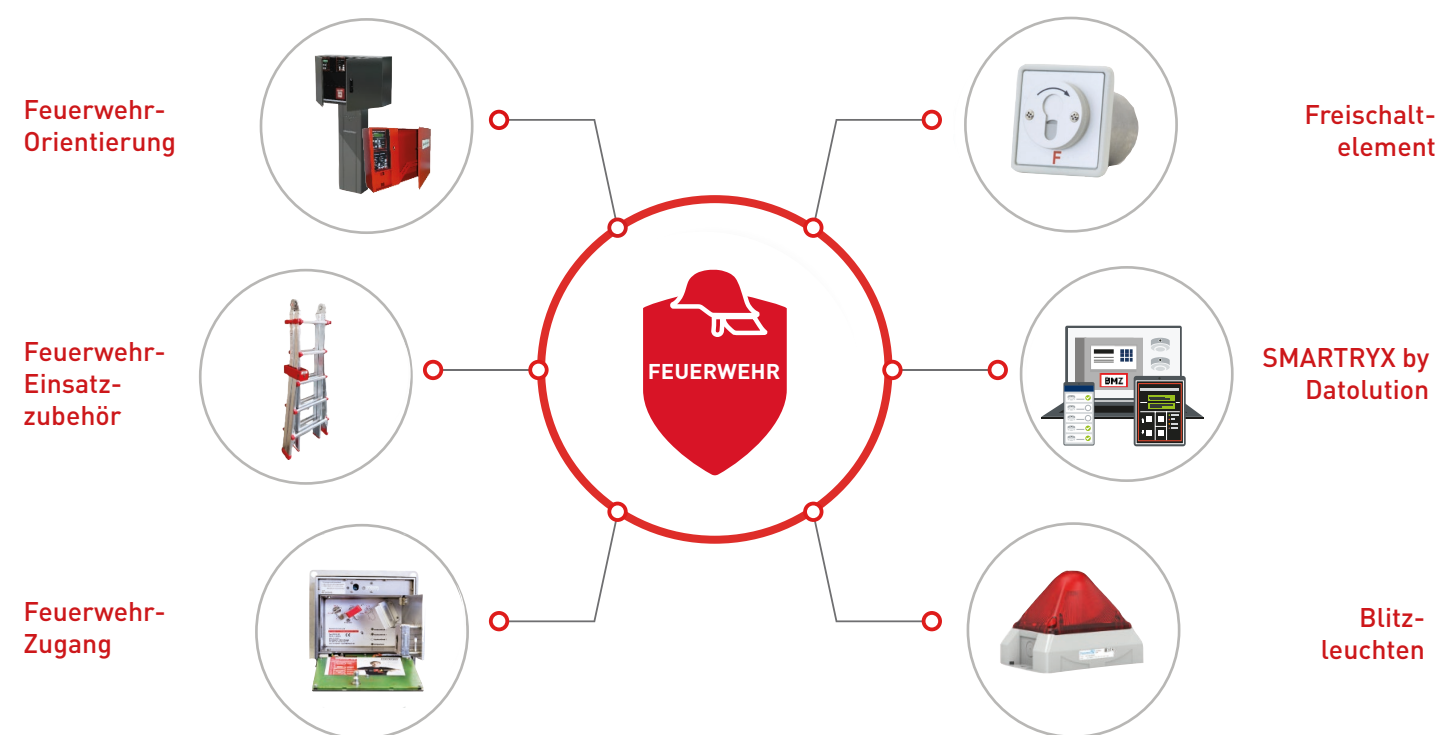 Feuerwehr-
Orientierung
Feuerwehr-
Einsatz-
zubehör
Feuerwehr-
Zugang
FEUERWEHR
Freischalt-
element
F
SMARTRYX by
Datolution
BMZ
Blitz-
leuchten